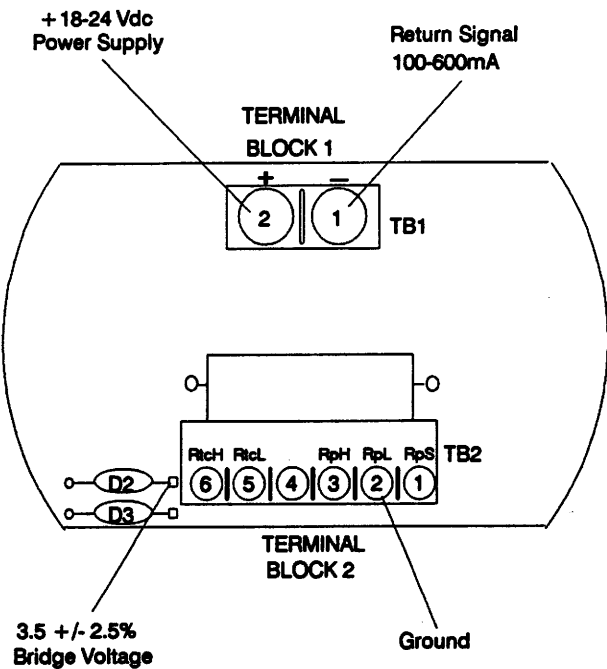 +18-24 Vdc
Power Supply
Return Signal
100-600mA
TERMINAL
BLOCK 1
+ −
2 1
TB1
RtcH RtcL RpH RpL RpS
TB2
6 5 4 3 2 1
D2
D3
TERMINAL
BLOCK 2
3.5 +/- 2.5%
Bridge Voltage
Ground